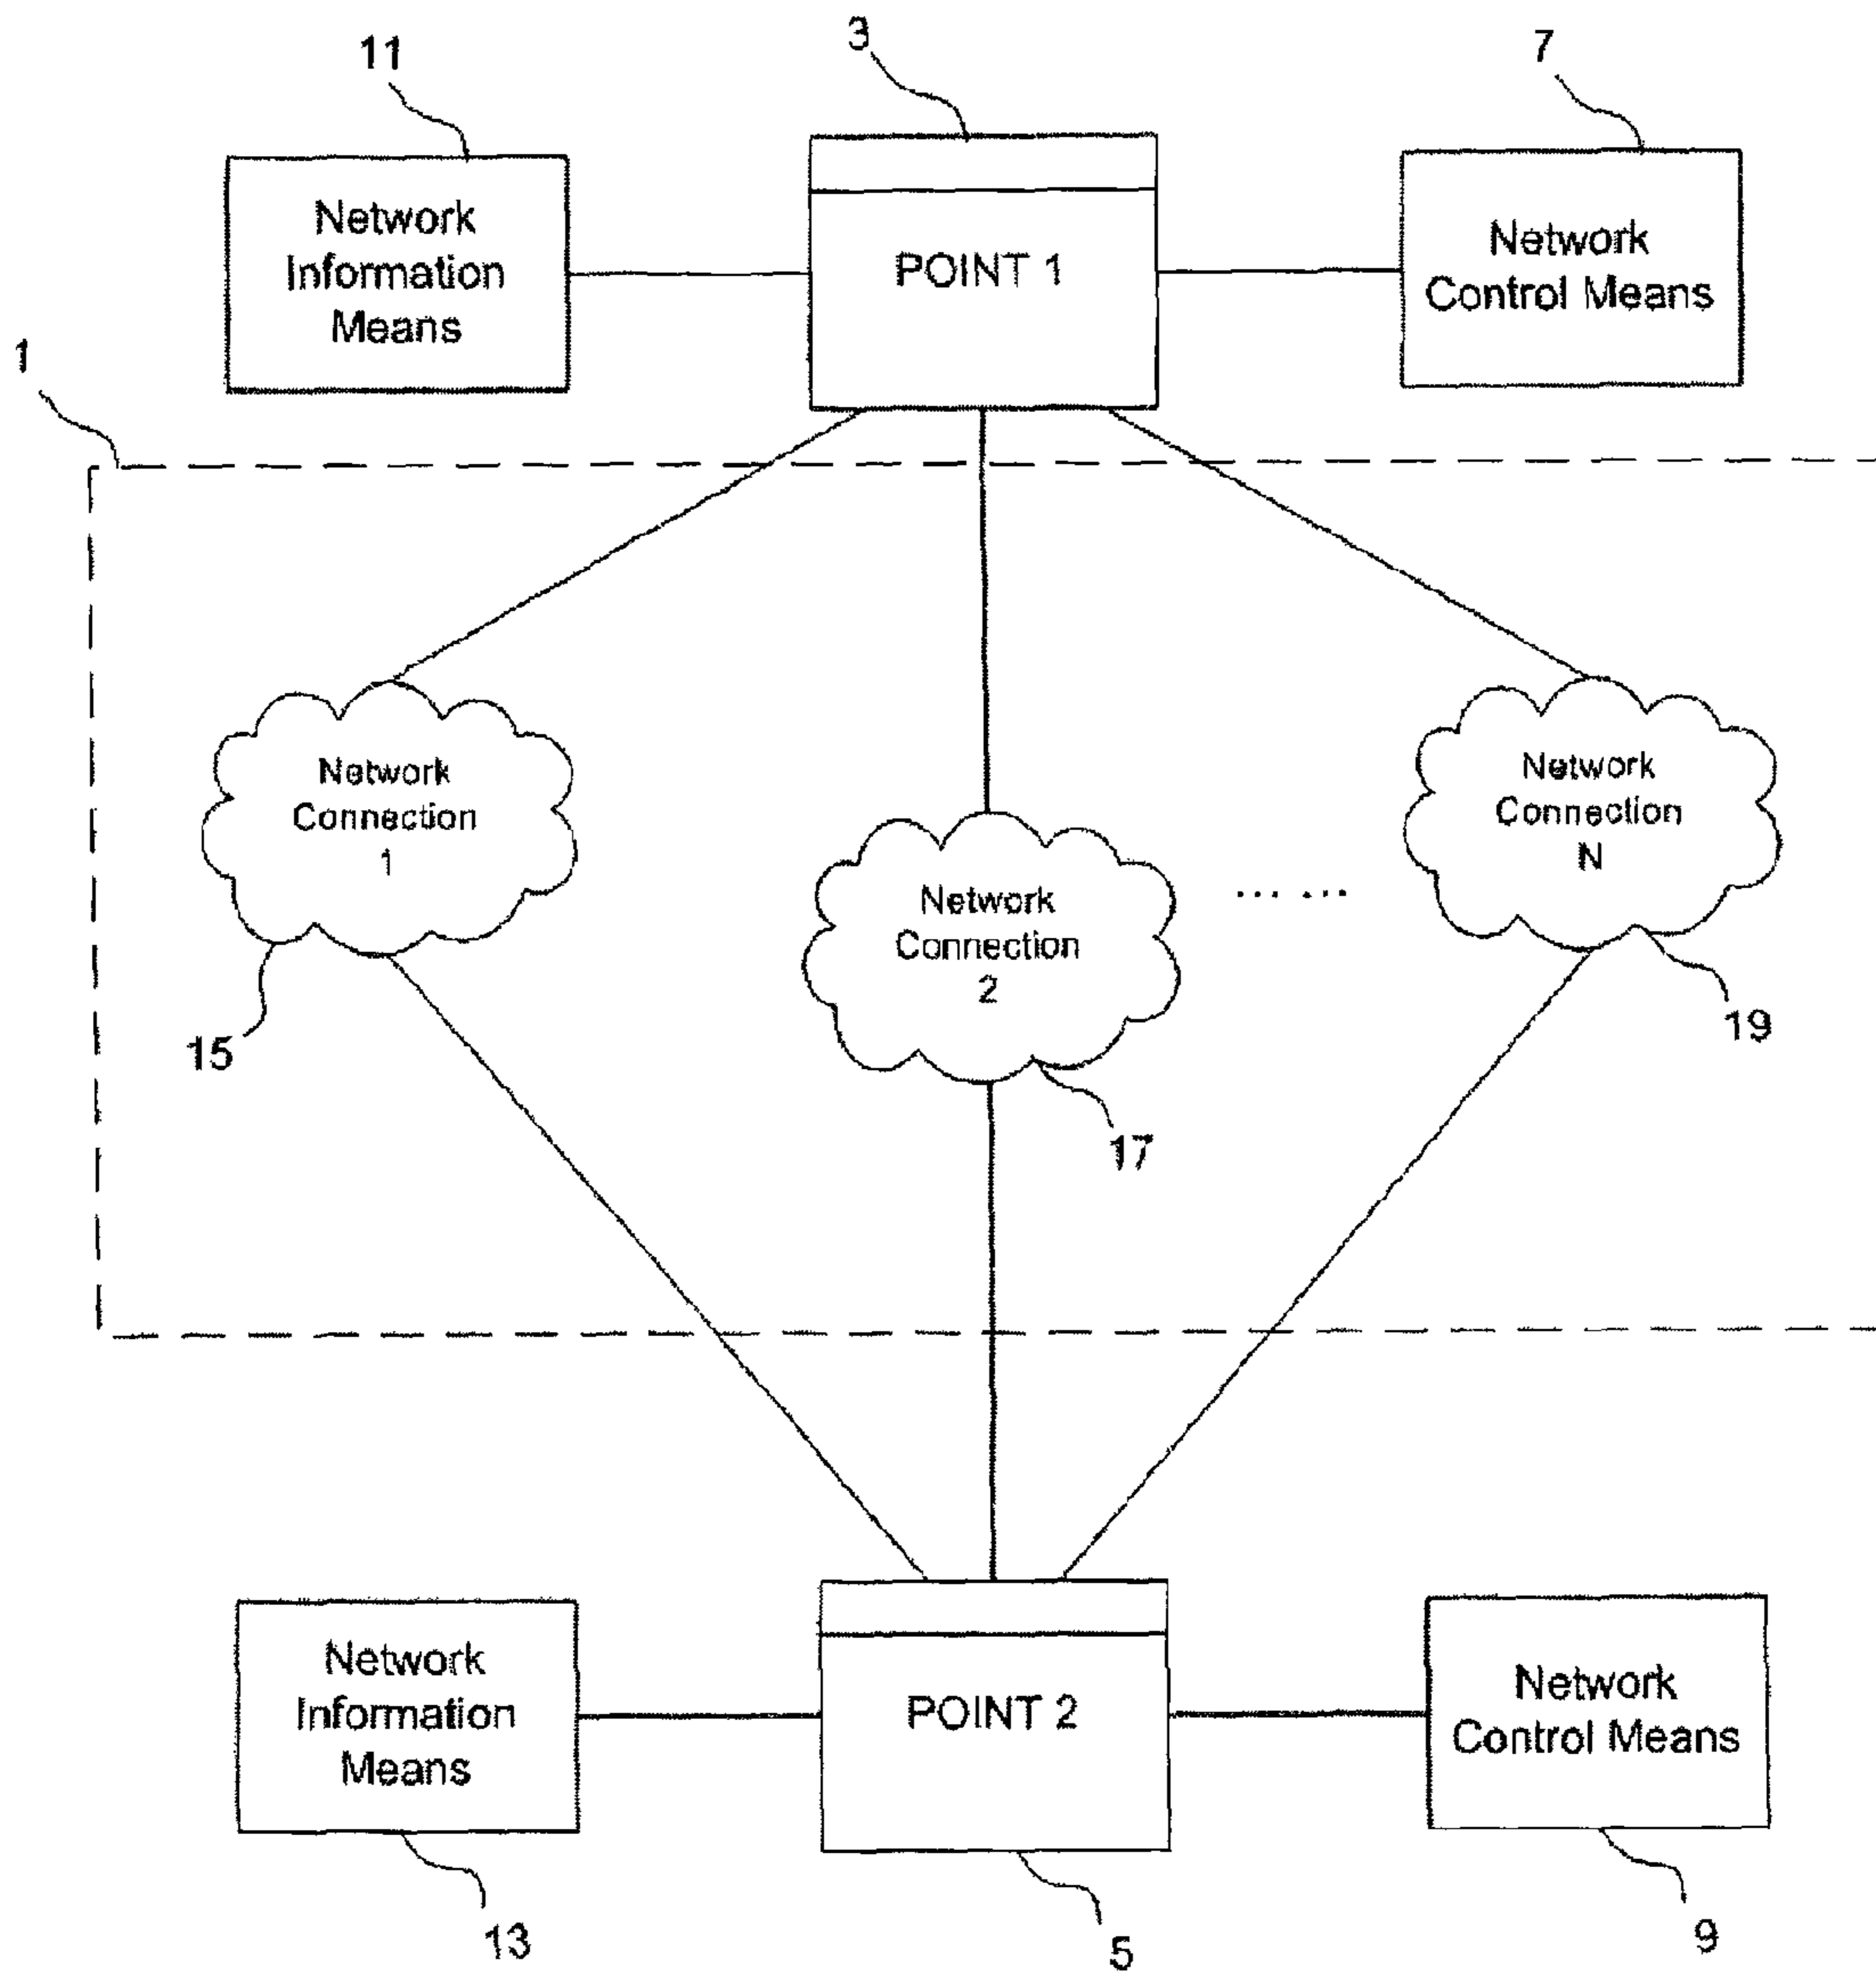 11
3
7
Network
Information
Means
POINT 1
Network
Control Means
1
Network
Connection
1
Network
Connection
2
... ...
Network
Connection
N
15
17
19
Network
Information
Means
POINT 2
Network
Control Means
13
5
9